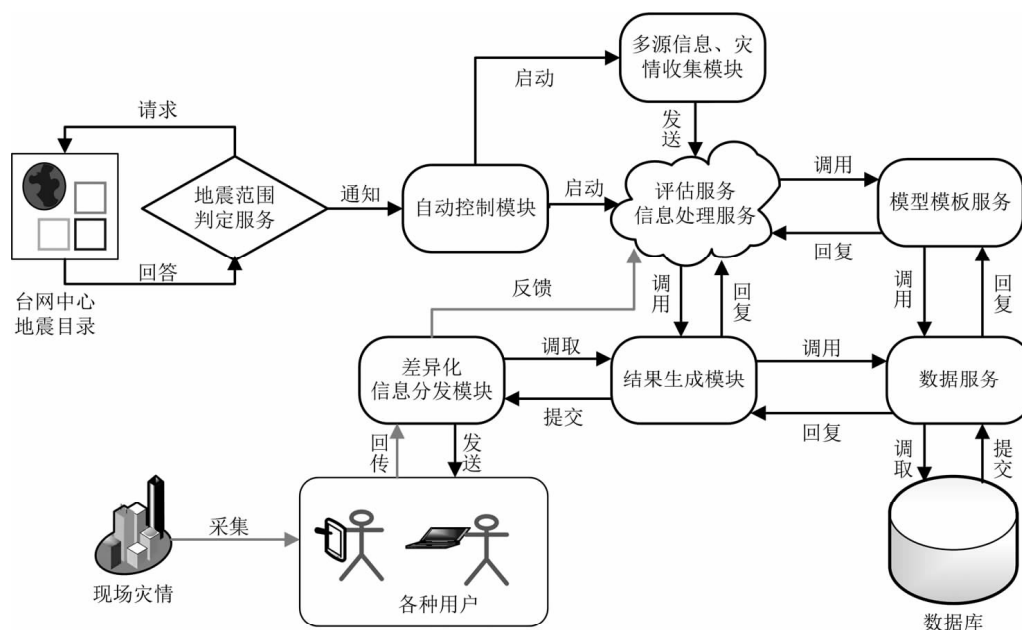 多源信息、灾
情收集模块
启动
发
送
请求
地震范围
判定服务
通知
自动控制模块
启动
评估服务
信息处理服务
调用
回复
模型模板服务
回答
台网中心
地震目录
反馈
调
用
回
复
调
用
回
复
差异化
信息分发模块
调取
提交
结果生成模块
调用
回复
数据服务
回
传
发
送
调
取
提
交
采集
现场灾情
各种用户
数据库